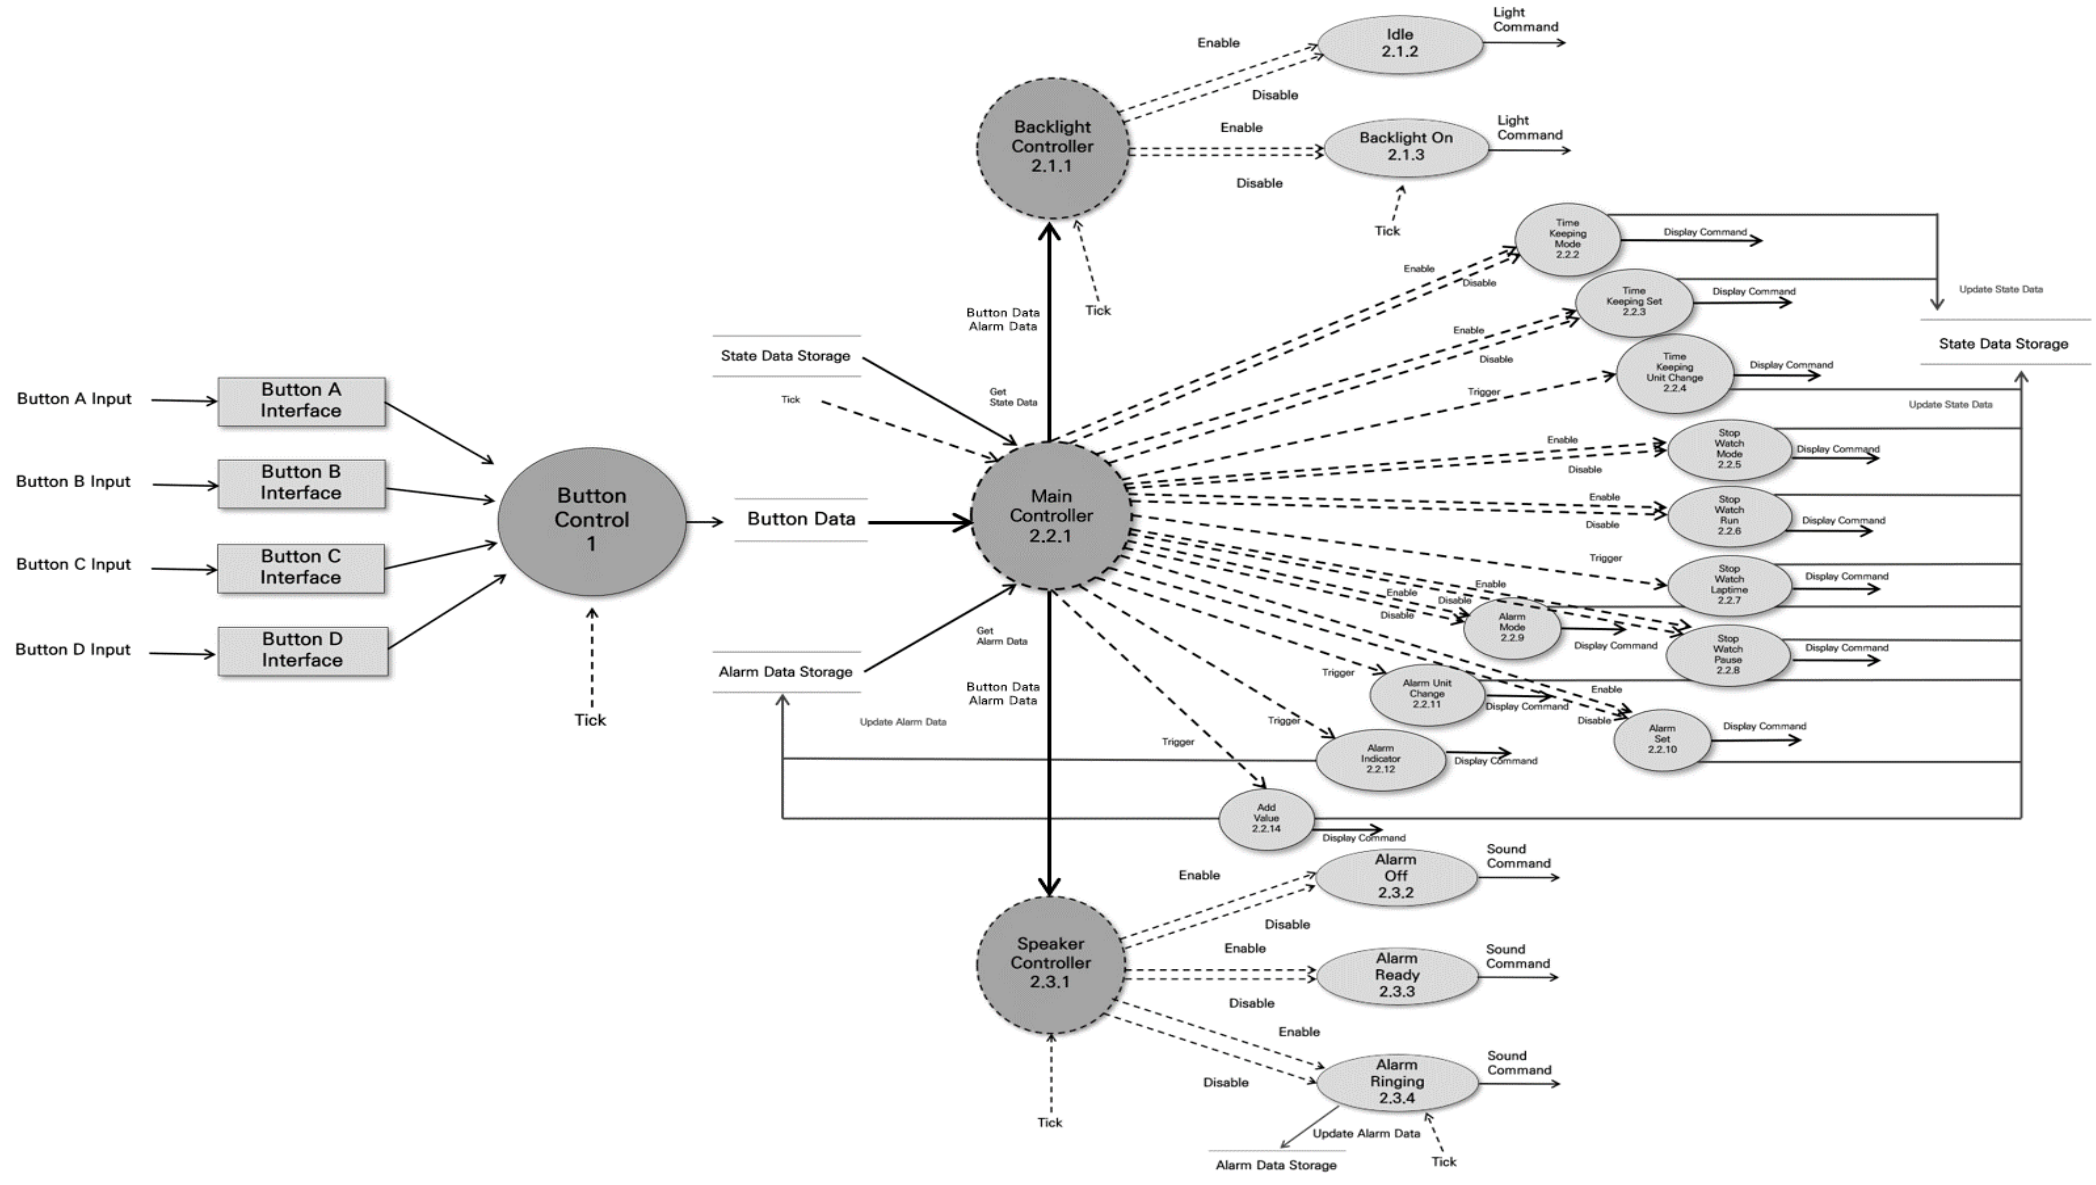 Button A Input
Button A
Interface
Button B Input
Button B
Interface
Button C Input
Button C
Interface
Button D Input
Button D
Interface
Button
Control
1
Tick
Button Data
State Data Storage
Tick
Get
State Data
Main
Controller
2.2.1
Alarm Data Storage
Get
Alarm Data
Update Alarm Data
Button Data
Alarm Data
Backlight
Controller
2.1.1
Tick
Enable
Disable
Idle
2.1.2
Light
Command
Enable
Disable
Backlight On
2.1.3
Light
Command
Tick
Enable
Disable
Time
Keeping
Mode
2.2.2
Display Command
Enable
Disable
Time
Keeping Set
2.2.3
Display Command
Update State Data
State Data Storage
Trigger
Time
Keeping
Unit Change
2.2.4
Display Command
Update State Data
Enable
Disable
Stop
Watch
Mode
2.2.5
Display Command
Enable
Disable
Stop
Watch
Run
2.2.6
Display Command
Trigger
Stop
Watch
Laptime
2.2.7
Display Command
Enable
Disable
Stop
Watch
Pause
2.2.8
Display Command
Enable
Disable
Alarm
Mode
2.2.9
Display Command
Trigger
Alarm Unit
Change
2.2.11
Display Command
Enable
Disable
Alarm
Set
2.2.10
Display Command
Trigger
Alarm
Indicator
2.2.12
Display Command
Trigger
Add
Value
2.2.14
Display Command
Button Data
Alarm Data
Speaker
Controller
2.3.1
Tick
Enable
Disable
Alarm
Off
2.3.2
Sound
Command
Enable
Disable
Alarm
Ready
2.3.3
Sound
Command
Enable
Disable
Alarm
Ringing
2.3.4
Sound
Command
Update Alarm Data
Tick
Alarm Data Storage